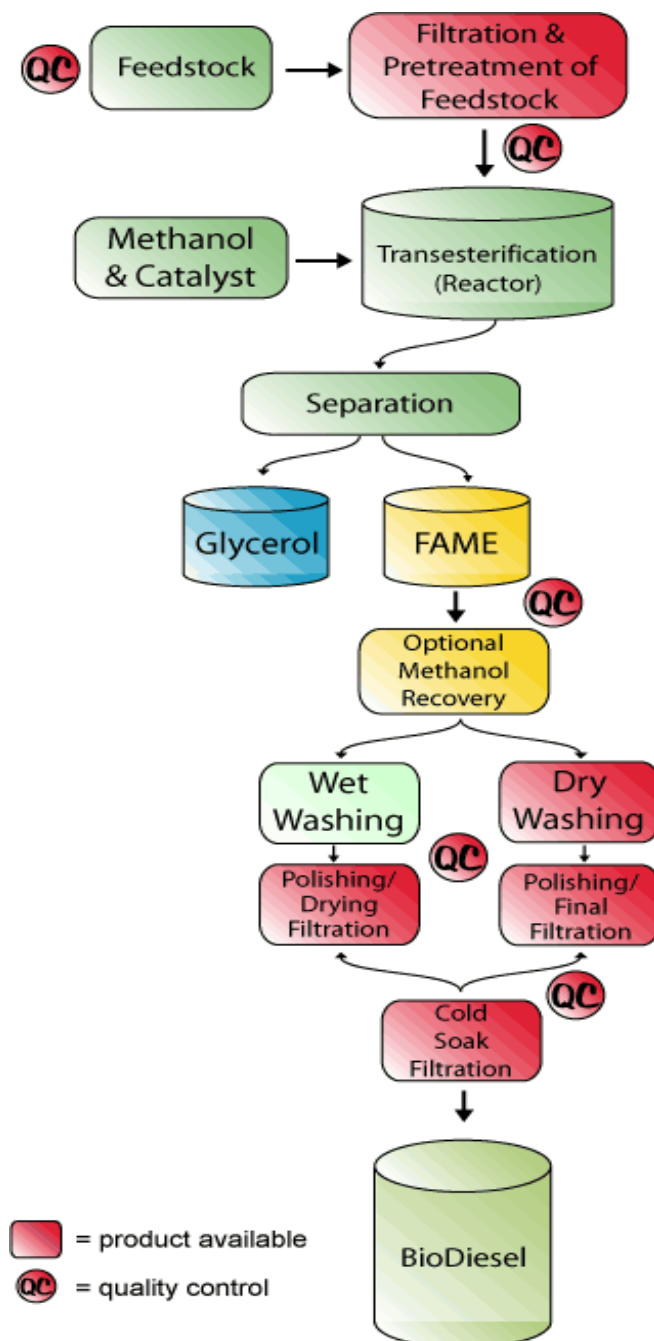 QC
Feedstock
Filtration &
Pretreatment of
Feedstock
QC
Methanol
& Catalyst
Transesterification
(Reactor)
Separation
Glycerol
FAME
QC
Optional
Methanol
Recovery
Wet
Washing
Dry
Washing
QC
Polishing/
Drying
Filtration
Polishing/
Final
Filtration
QC
Cold
Soak
Filtration
BioDiesel
= product available
QC = quality control